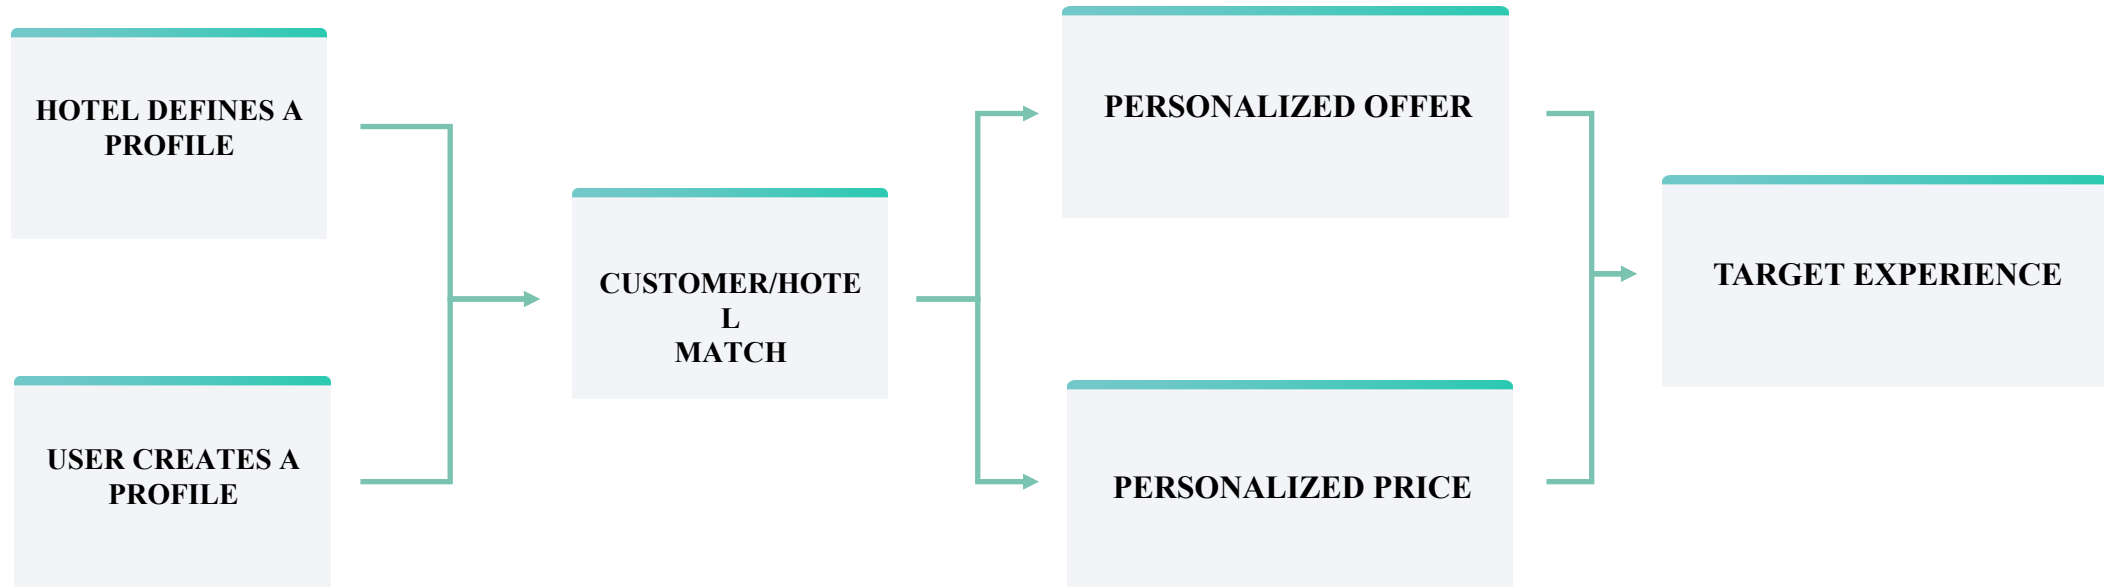 HOTEL DEFINES A
PROFILE
USER CREATES A
PROFILE
CUSTOMER/HOTE
L
MATCH
PERSONALIZED OFFER
PERSONALIZED PRICE
TARGET EXPERIENCE